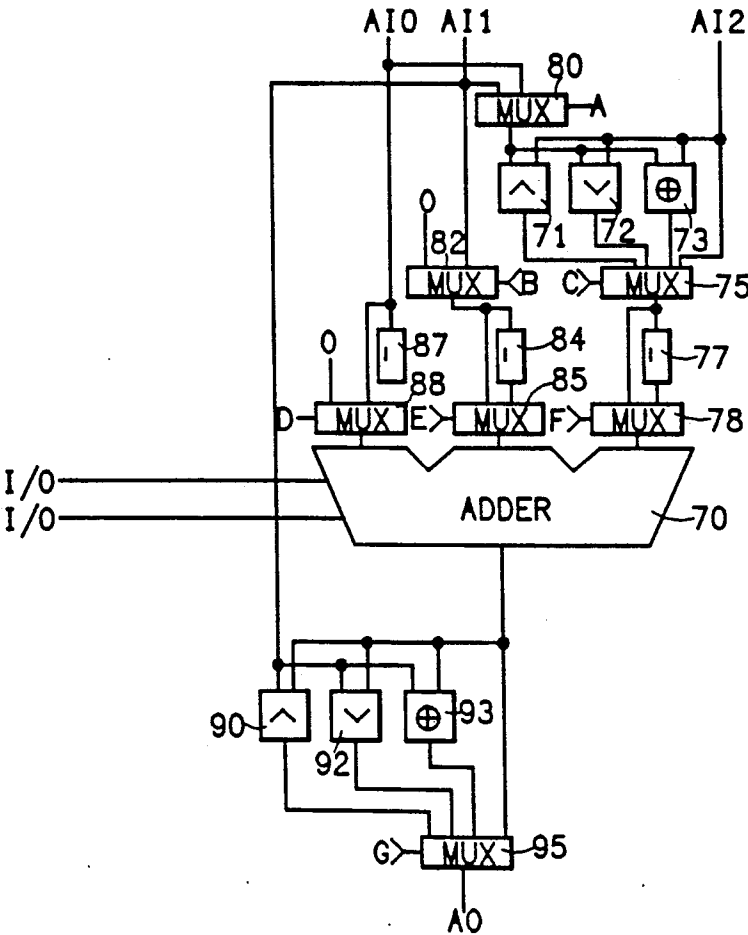 AI0 AI1 AI2
80
MUX A
∧ ∨ ⊕
71 72 73
0
82
MUX B C MUX 75
0
87 84 77
88 85
D MUX E MUX F MUX 78
I/O
I/O
ADDER 70
∧ ∨ ⊕ 93
90
92
G MUX 95
AO